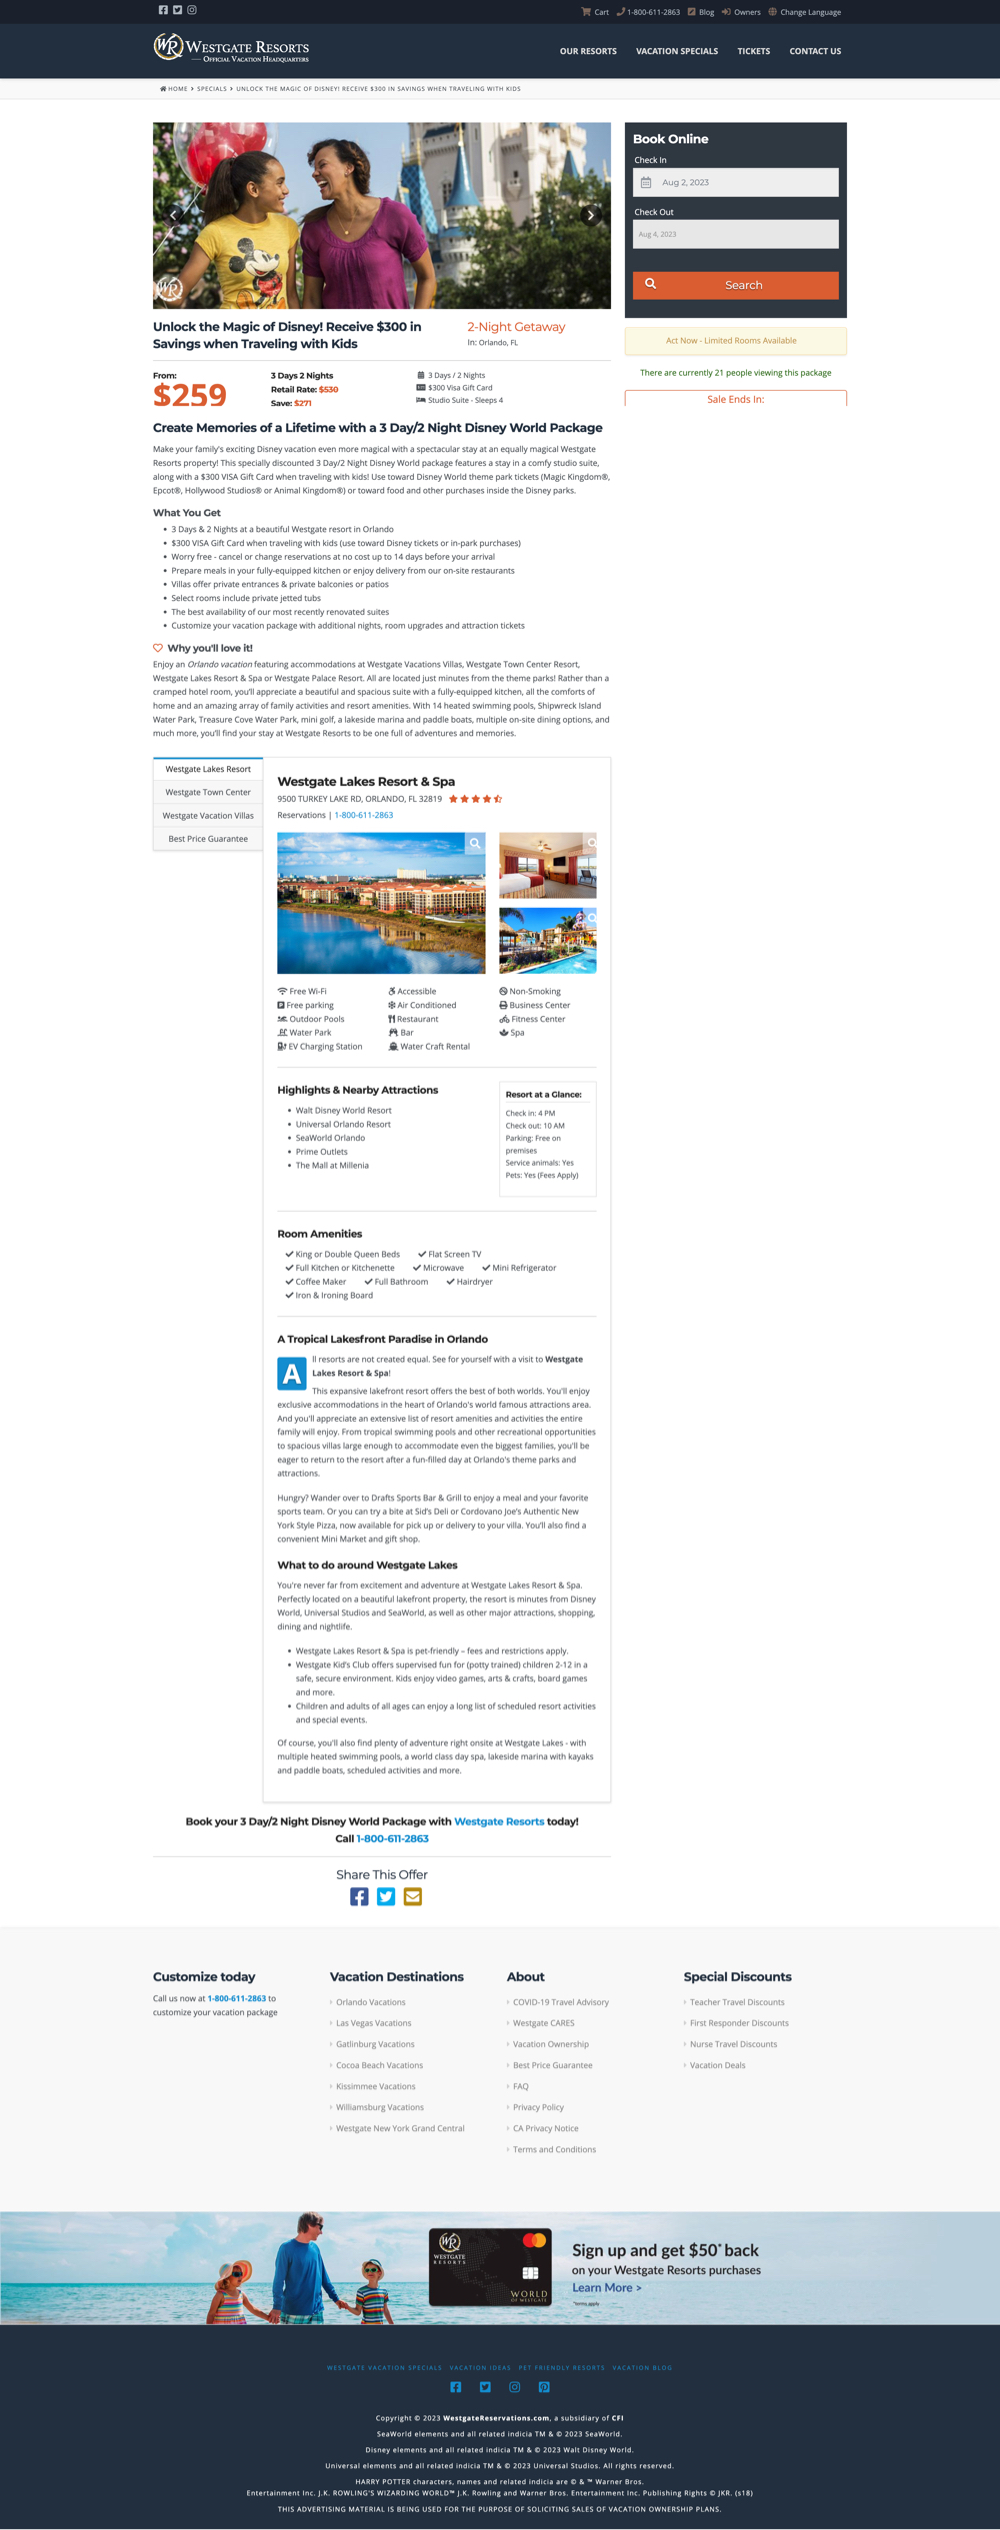 Cart 1-800-611-2863 Blog Owners Change Language
WR WESTGATE RESORTS
OFFICIAL VACATION HEADQUARTERS
OUR RESORTS VACATION SPECIALS TICKETS CONTACT US
HOME > SPECIALS > UNLOCK THE MAGIC OF DISNEY! RECEIVE $300 IN SAVINGS WHEN TRAVELING WITH KIDS
WR
Unlock the Magic of Disney! Receive $300 in
Savings when Traveling with Kids
2-Night Getaway
In: Orlando, FL
From:
$259
3 Days 2 Nights
Retail Rate: $530
Save: $271
3 Days / 2 Nights
$300 Visa Gift Card
Studio Suite - Sleeps 4
Book Online
Check In
Aug 2, 2023
Check Out
Aug 4, 2023
Search
Act Now - Limited Rooms Available
There are currently 21 people viewing this package
Sale Ends In:
Create Memories of a Lifetime with a 3 Day/2 Night Disney World Package
Make your family's exciting Disney vacation even more magical with a spectacular stay at an equally magical Westgate
Resorts property! This specially discounted 3 Day/2 Night Disney World package features a stay in a comfy studio suite,
along with a $300 VISA Gift Card when traveling with kids! Use toward Disney World theme park tickets (Magic Kingdom®,
Epcot®, Hollywood Studios® or Animal Kingdom®) or toward food and other purchases inside the Disney parks.
What You Get
• 3 Days & 2 Nights at a beautiful Westgate resort in Orlando
• $300 VISA Gift Card when traveling with kids (use toward Disney tickets or in-park purchases)
• Worry free - cancel or change reservations at no cost up to 14 days before your arrival
• Prepare meals in your fully-equipped kitchen or enjoy delivery from our on-site restaurants
• Villas offer private entrances & private balconies or patios
• Select rooms include private jetted tubs
• The best availability of our most recently renovated suites
• Customize your vacation package with additional nights, room upgrades and attraction tickets
Why you'll love it!
Enjoy an Orlando vacation featuring accommodations at Westgate Vacations Villas, Westgate Town Center Resort,
Westgate Lakes Resort & Spa or Westgate Palace Resort. All are located just minutes from the theme parks! Rather than a
cramped hotel room, you'll appreciate a beautiful and spacious suite with a fully-equipped kitchen, all the comforts of
home and an amazing array of family activities and resort amenities. With 14 heated swimming pools, Shipwreck Island
Water Park, Treasure Cove Water Park, mini golf, a lakeside marina and paddle boats, multiple on-site dining options, and
much more, you'll find your stay at Westgate Resorts to be one full of adventures and memories.
Westgate Lakes Resort
Westgate Town Center
Westgate Vacation Villas
Best Price Guarantee
Westgate Lakes Resort & Spa
9500 TURKEY LAKE RD, ORLANDO, FL 32819
Reservations | 1-800-611-2863
Free Wi-Fi
Free parking
Outdoor Pools
Water Park
EV Charging Station
Accessible
Air Conditioned
Restaurant
Bar
Water Craft Rental
Non-Smoking
Business Center
Fitness Center
Spa
Highlights & Nearby Attractions
• Walt Disney World Resort
• Universal Orlando Resort
• SeaWorld Orlando
• Prime Outlets
• The Mall at Millenia
Resort at a Glance:
Check in: 4 PM
Check out: 10 AM
Parking: Free on
premises
Service animals: Yes
Pets: Yes (Fees Apply)
Room Amenities
King or Double Queen Beds Flat Screen TV
Full Kitchen or Kitchenette Microwave Mini Refrigerator
Coffee Maker Full Bathroom Hairdryer
Iron & Ironing Board
A Tropical Lakesfront Paradise in Orlando
All resorts are not created equal. See for yourself with a visit to Westgate
Lakes Resort & Spa!
This expansive lakefront resort offers the best of both worlds. You'll enjoy
exclusive accommodations in the heart of Orlando's world famous attractions area.
And you'll appreciate an extensive list of resort amenities and activities the entire
family will enjoy. From tropical swimming pools and other recreational opportunities
to spacious villas large enough to accommodate even the biggest families, you'll be
eager to return to the resort after a fun-filled day at Orlando's theme parks and
attractions.
Hungry? Wander over to Drafts Sports Bar & Grill to enjoy a meal and your favorite
sports team. Or you can try a bite at Sid's Deli or Cordovano Joe's Authentic New
York Style Pizza, now available for pick up or delivery to your villa. You'll also find a
convenient Mini Market and gift shop.
What to do around Westgate Lakes
You're never far from excitement and adventure at Westgate Lakes Resort & Spa.
Perfectly located on a beautiful lakefront property, the resort is minutes from Disney
World, Universal Studios and SeaWorld, as well as other major attractions, shopping,
dining and nightlife.
• Westgate Lakes Resort & Spa is pet-friendly – fees and restrictions apply.
• Westgate Kid's Club offers supervised fun for (potty trained) children 2-12 in a
safe, secure environment. Kids enjoy video games, arts & crafts, board games
and more.
• Children and adults of all ages can enjoy a long list of scheduled resort activities
and special events.
Of course, you'll also find plenty of adventure right onsite at Westgate Lakes - with
multiple heated swimming pools, a world class day spa, lakeside marina with kayaks
and paddle boats, scheduled activities and more.
Book your 3 Day/2 Night Disney World Package with Westgate Resorts today!
Call 1-800-611-2863
Share This Offer
Customize today
Call us now at 1-800-611-2863 to
customize your vacation package
Vacation Destinations
Orlando Vacations
Las Vegas Vacations
Gatlinburg Vacations
Cocoa Beach Vacations
Kissimmee Vacations
Williamsburg Vacations
Westgate New York Grand Central
About
COVID-19 Travel Advisory
Westgate CARES
Vacation Ownership
Best Price Guarantee
FAQ
Privacy Policy
CA Privacy Notice
Terms and Conditions
Special Discounts
Teacher Travel Discounts
First Responder Discounts
Nurse Travel Discounts
Vacation Deals
WR
WESTGATE
RESORTS
WORLD
OF WESTGATE
Sign up and get $50* back
on your Westgate Resorts purchases
Learn More >
*terms apply
WESTGATE VACATION SPECIALS VACATION IDEAS PET FRIENDLY RESORTS VACATION BLOG
Copyright © 2023 WestgateReservations.com, a subsidiary of CFI
SeaWorld elements and all related indicia TM & © 2023 SeaWorld.
Disney elements and all related indicia TM & © 2023 Walt Disney World.
Universal elements and all related indicia TM & © 2023 Universal Studios. All rights reserved.
HARRY POTTER characters, names and related indicia are © & ™ Warner Bros.
Entertainment Inc. J.K. ROWLING'S WIZARDING WORLD™ J.K. Rowling and Warner Bros. Entertainment Inc. Publishing Rights © JKR. (s18)
THIS ADVERTISING MATERIAL IS BEING USED FOR THE PURPOSE OF SOLICITING SALES OF VACATION OWNERSHIP PLANS.